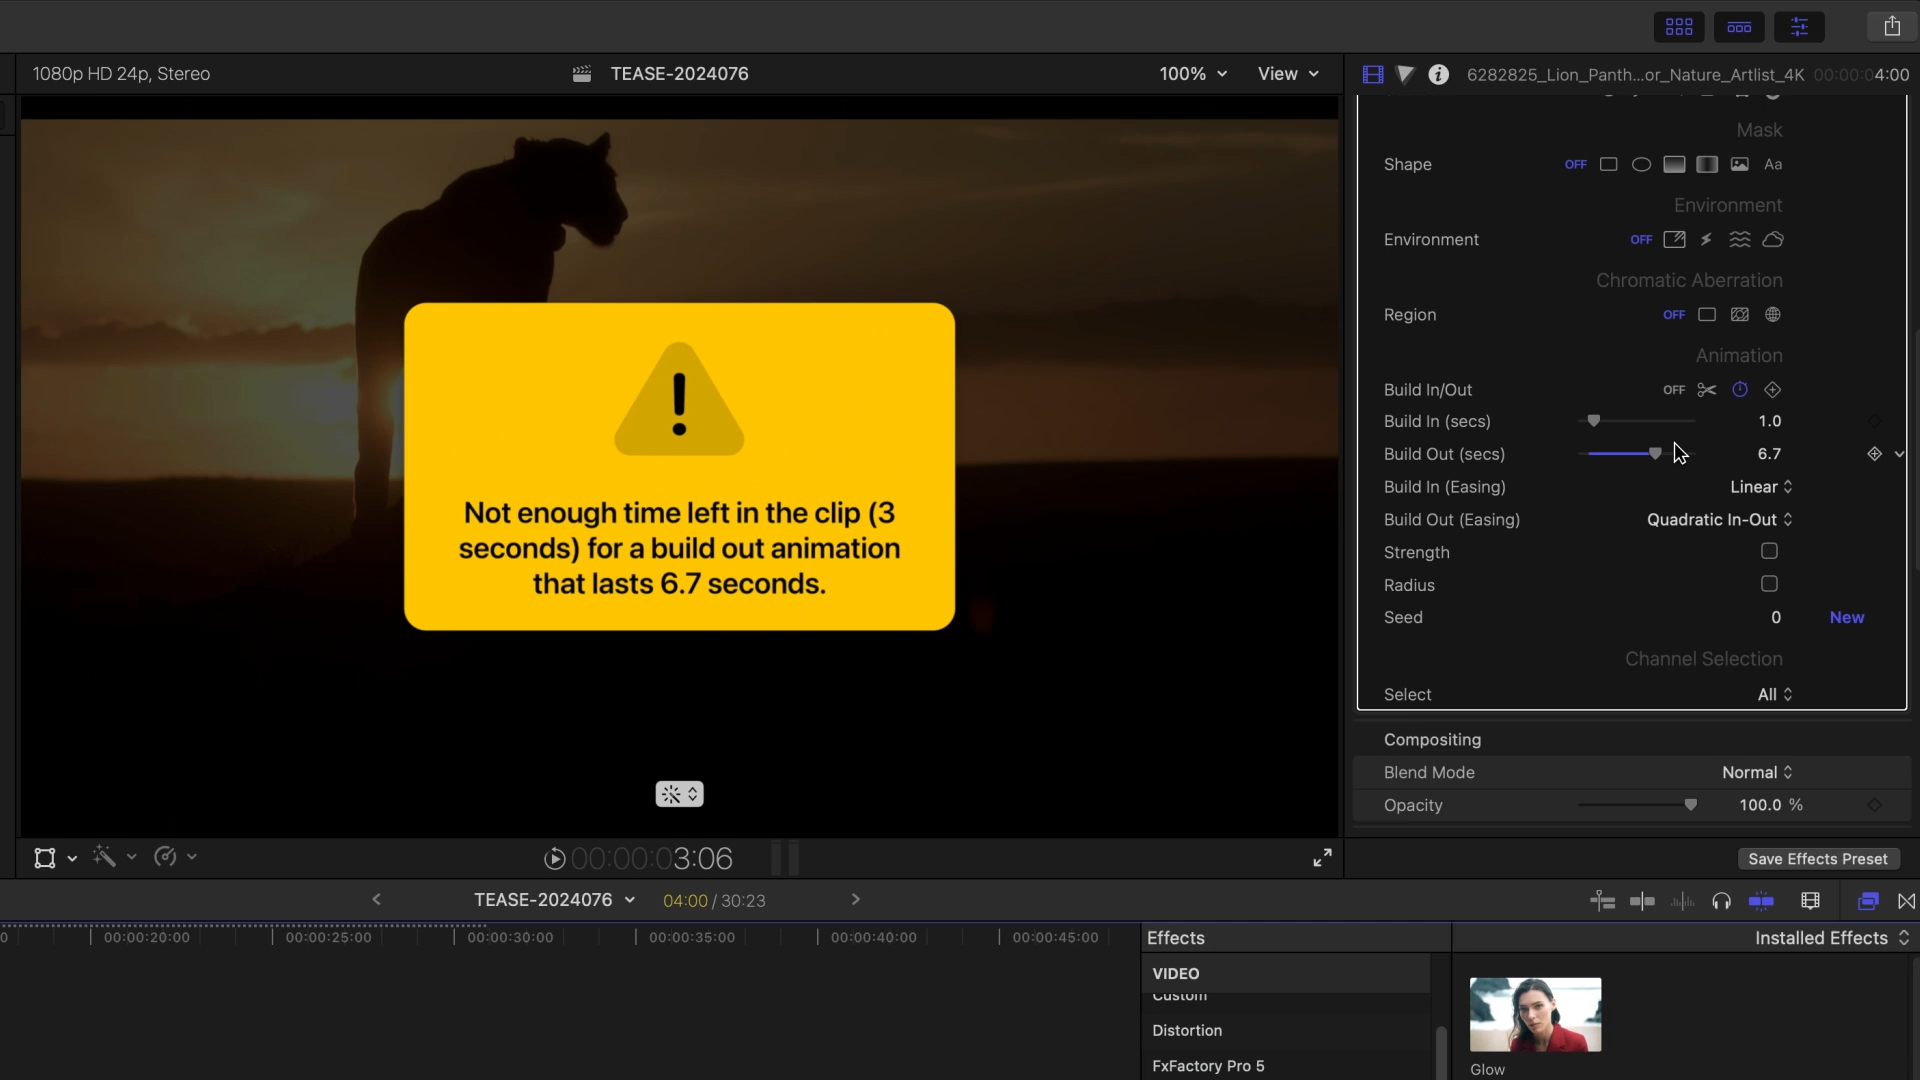 1080p HD 24p, Stereo
TEASE-2024076
100%
View
6282825_Lion_Panth...or_Nature_Artlist_4K
00:00:04:00
Mask
Shape
OFF
Aa
Environment
Environment
OFF
Chromatic Aberration
Region
OFF
Animation
Build In/Out
OFF
Build In (secs)
1.0
Build Out (secs)
6.7
Build In (Easing)
Linear
Build Out (Easing)
Quadratic In-Out
Strength
Radius
Seed
0
New
Channel Selection
Select
All
Compositing
Blend Mode
Normal
Opacity
100.0 %
Save Effects Preset
Not enough time left in the clip (3
seconds) for a build out animation
that lasts 6.7 seconds.
00:00:03:06
TEASE-2024076
04:00 / 30:23
0
00:00:20:00
00:00:25:00
00:00:30:00
00:00:35:00
00:00:40:00
00:00:45:00
Effects
Installed Effects
VIDEO
Custom
Distortion
FxFactory Pro 5
Glow